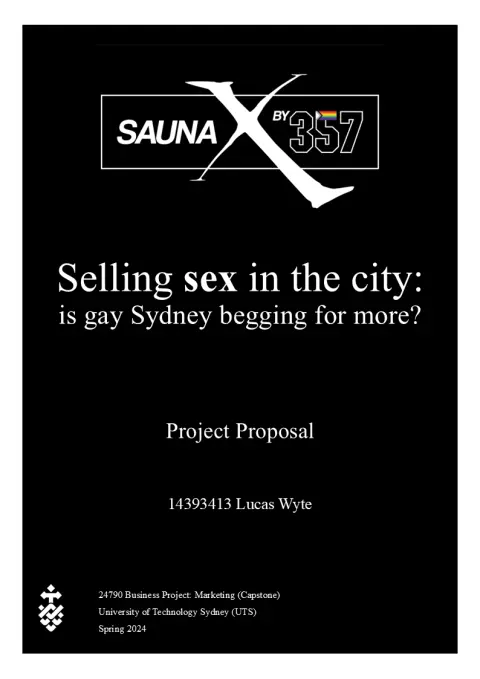 SAUNA X BY 357
Selling sex in the city:
is gay Sydney begging for more?
Project Proposal
14393413 Lucas Wyte
24790 Business Project: Marketing (Capstone)
University of Technology Sydney (UTS)
Spring 2024